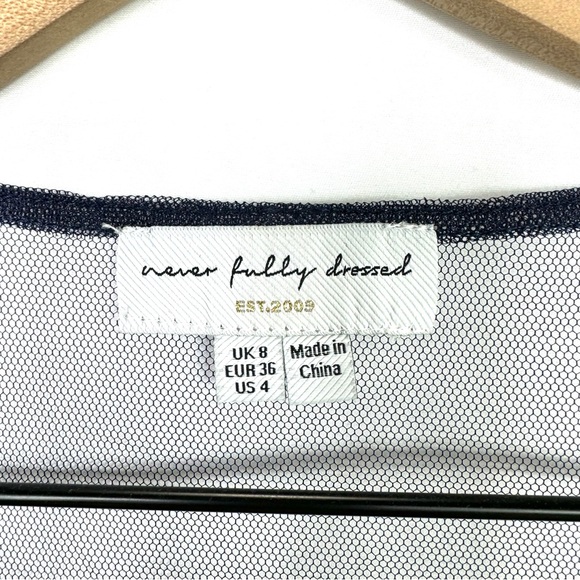 never fully dressed
EST.2009
UK 8
EUR 36
US 4
Made in
China